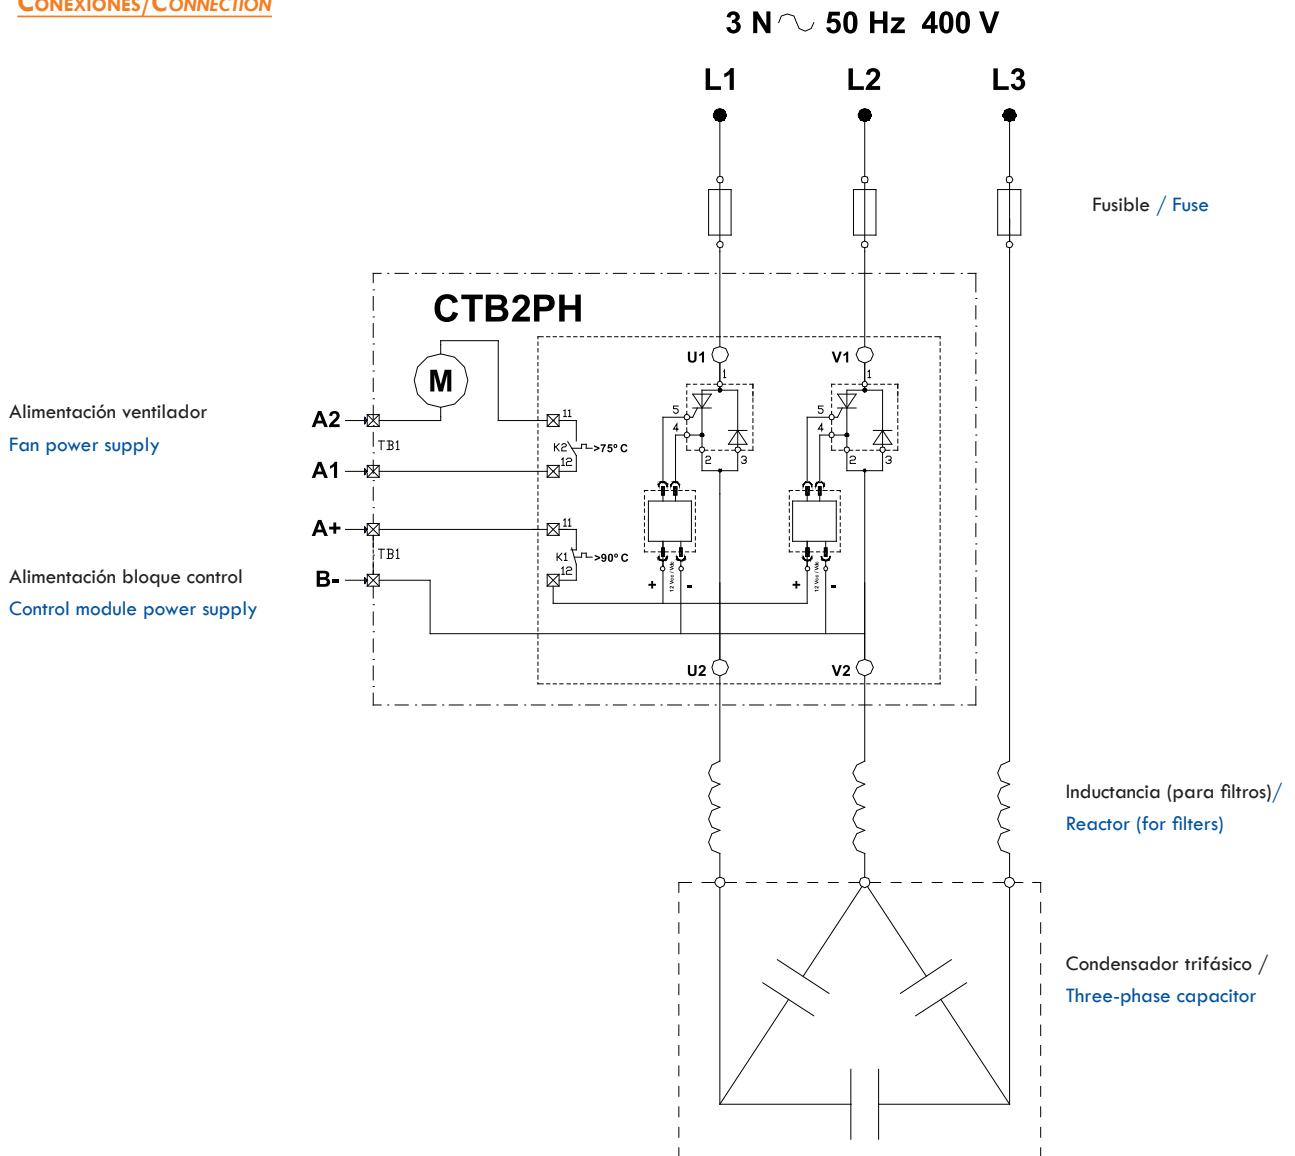 CONEXIONES/CONNECTION
3 N 50 Hz 400 V
L1 L2 L3
Fusible / Fuse
CTB2PH
U1 V1
1 1
M
5 5
4 4
2 3 2 3
Alimentación ventilador
Fan power supply
A2
TB1
A1
11
K2 >75º C
12
A+
TB1
B-
11
K1 >90º C
12
Alimentación bloque control
Control module power supply
+ - + -
U2 V2
Inductancia (para filtros)/
Reactor (for filters)
Condensador trifásico /
Three-phase capacitor